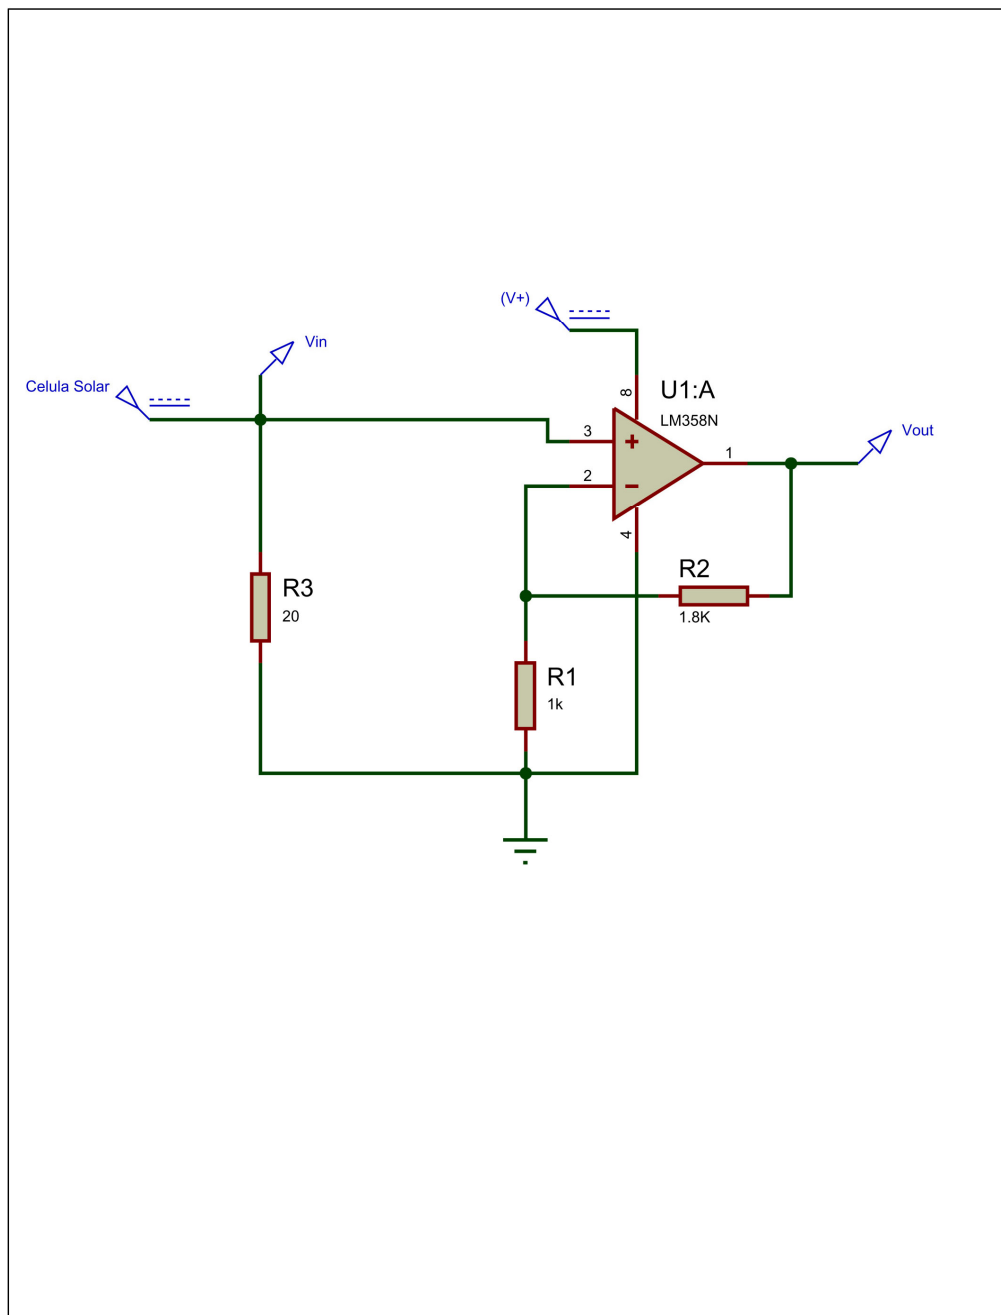 (V+)
Vin
Celula Solar
8
U1:A
LM358N
3
+
1
Vout
2
−
4
R2
1.8K
R3
20
R1
1k